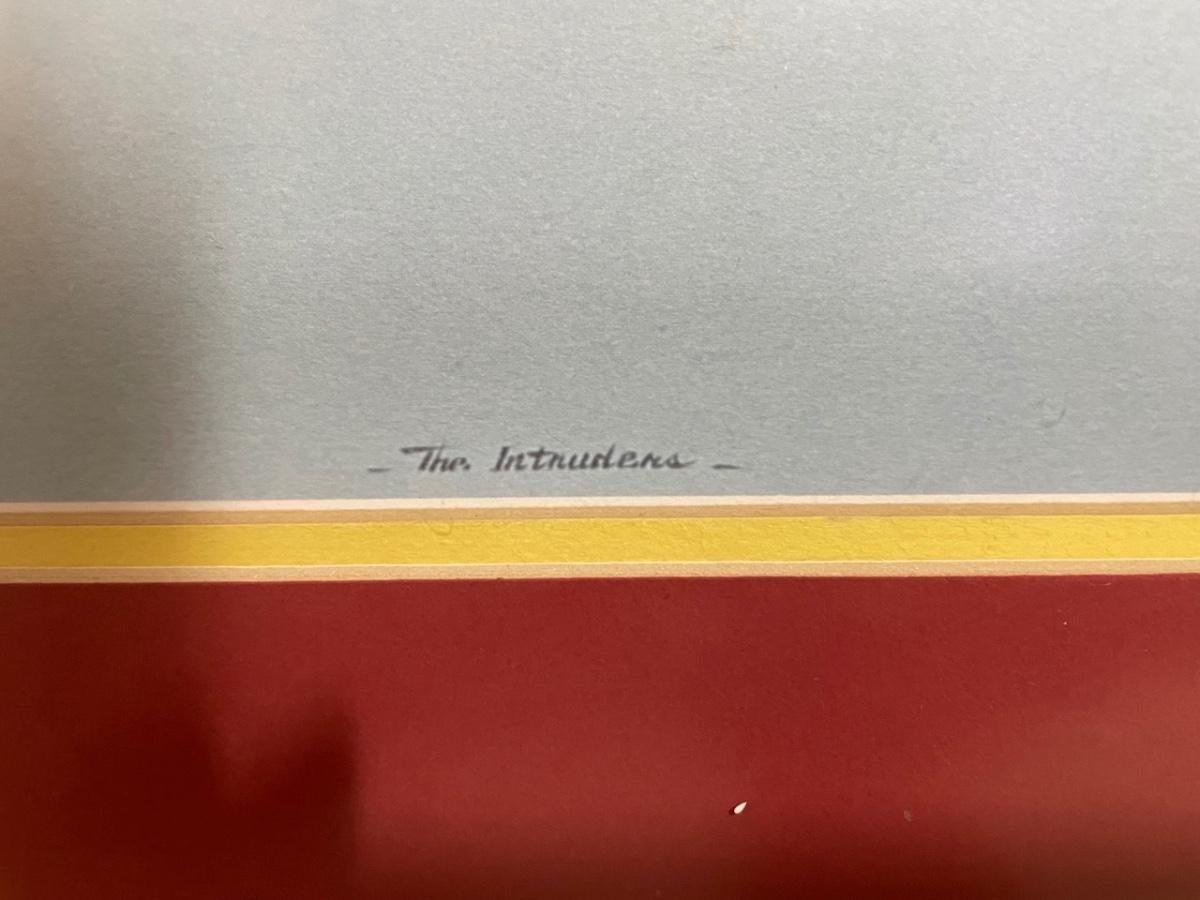 - The Intruders -